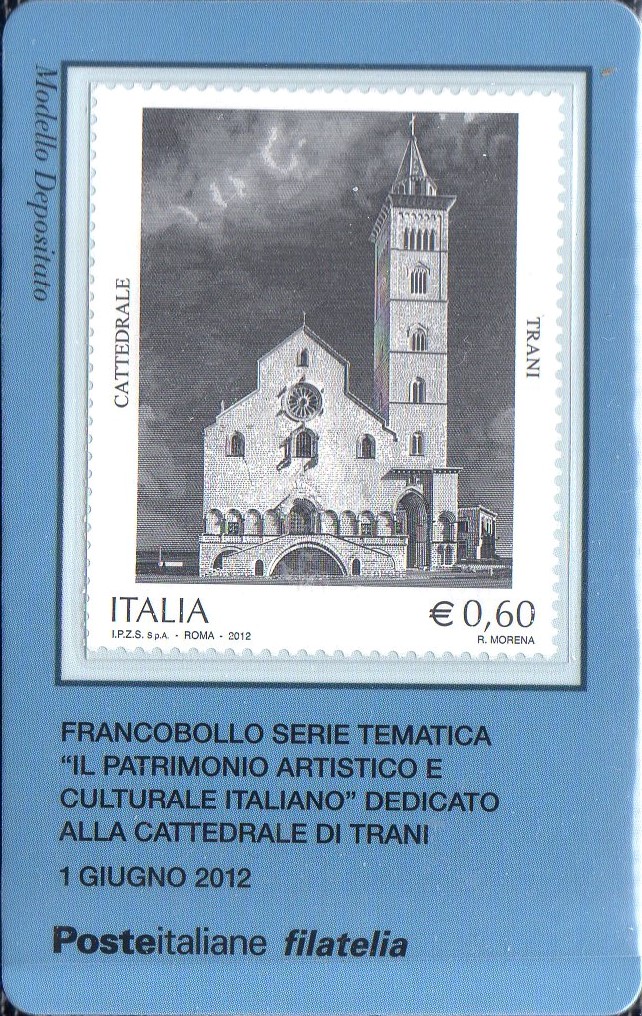 Modello Depositato
CATTEDRALE
TRANI
ITALIA
€ 0,60
I.P.Z.S. S.p.A. - ROMA - 2012
R. MORENA
FRANCOBOLLO SERIE TEMATICA
“IL PATRIMONIO ARTISTICO E
CULTURALE ITALIANO” DEDICATO
ALLA CATTEDRALE DI TRANI
1 GIUGNO 2012
Posteitaliane filatelia